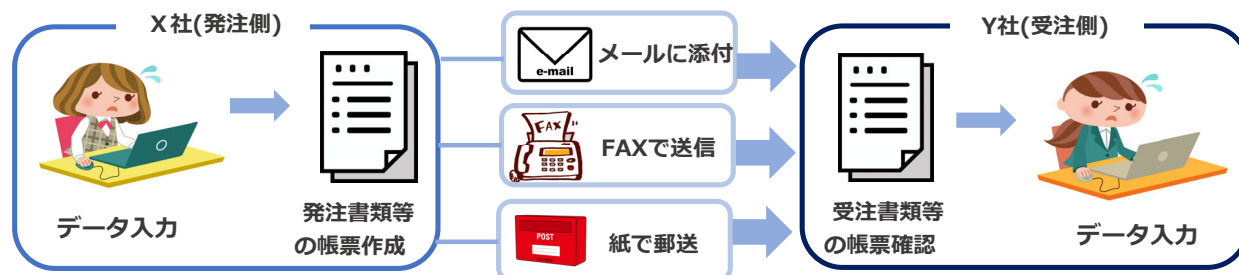 X社(発注側)
データ入力
発注書類等
の帳票作成
e-mail
メールに添付
FAX
FAXで送信
POST
紙で郵送
Y社(受注側)
受注書類等
の帳票確認
データ入力